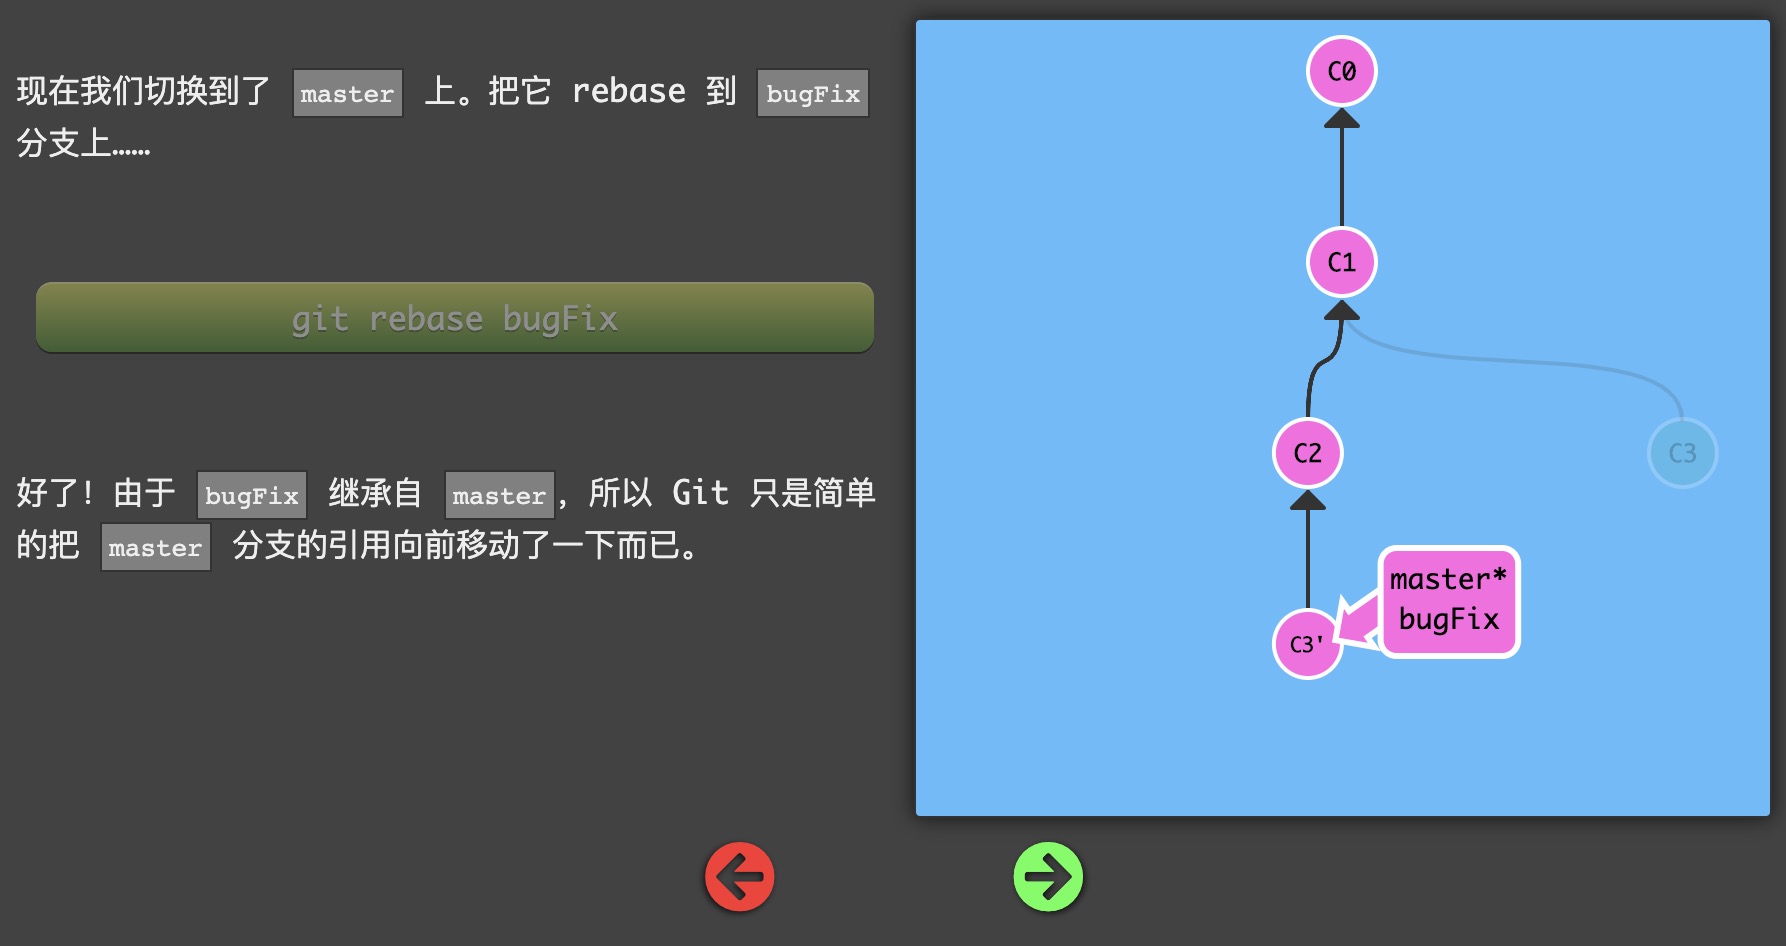 现在我们切换到了 master 上。把它 rebase 到 bugFix
分支上……
git rebase bugFix
好了！由于 bugFix 继承自 master，所以 Git 只是简单
的把 master 分支的引用向前移动了一下而已。
C0
C1
C2
C3
C3'
master*
bugFix